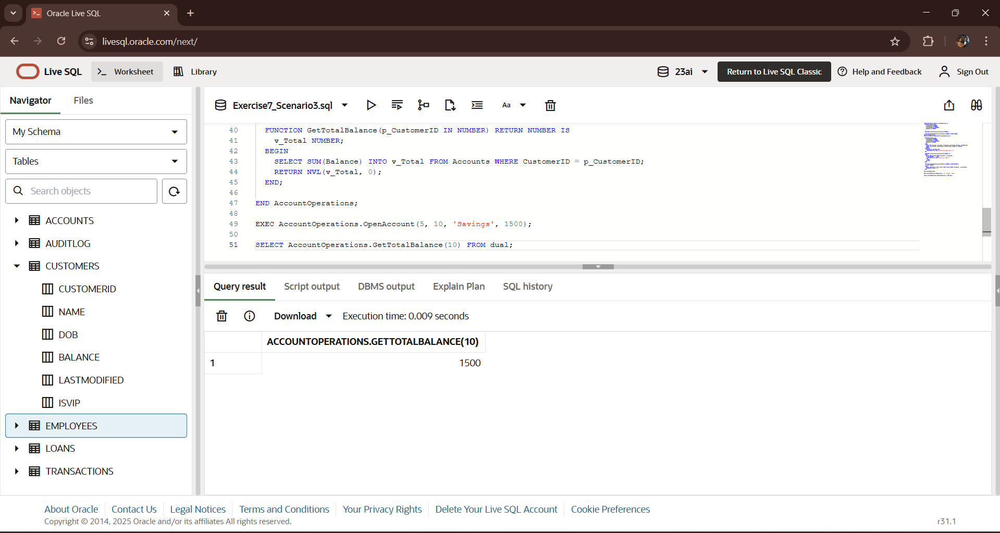 Oracle Live SQL
livesql.oracle.com/next/
Live SQL
Worksheet
Library
23ai
Return to Live SQL Classic
Help and Feedback
Sign Out
Navigator
Files
My Schema
Tables
Search objects
ACCOUNTS
AUDITLOG
CUSTOMERS
CUSTOMERID
NAME
DOB
BALANCE
LASTMODIFIED
ISVIP
EMPLOYEES
LOANS
TRANSACTIONS
Exercise7_Scenario3.sql
Aa
40 FUNCTION GetTotalBalance(p_CustomerID IN NUMBER) RETURN NUMBER IS
41 v_Total NUMBER;
42 BEGIN
43 SELECT SUM(Balance) INTO v_Total FROM Accounts WHERE CustomerID = p_CustomerID;
44 RETURN NVL(v_Total, 0);
45 END;
46
47 END AccountOperations;
48
49 EXEC AccountOperations.OpenAccount(5, 10, 'Savings', 1500);
50
51 SELECT AccountOperations.GetTotalBalance(10) FROM dual;
Query result
Script output
DBMS output
Explain Plan
SQL history
Download
Execution time: 0.009 seconds
ACCOUNTOPERATIONS.GETTOTALBALANCE(10)
1 1500
About Oracle
Contact Us
Legal Notices
Terms and Conditions
Your Privacy Rights
Delete Your Live SQL Account
Cookie Preferences
Copyright © 2014, 2025 Oracle and/or its affiliates All rights reserved.
r31.1